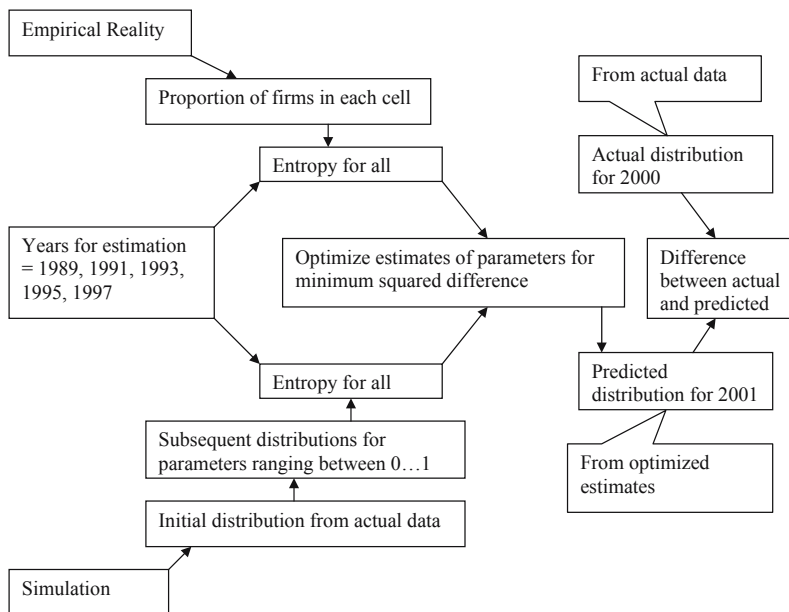 Empirical Reality
Proportion of firms in each cell
Entropy for all
Years for estimation
= 1989, 1991, 1993,
1995, 1997
Optimize estimates of parameters for
minimum squared difference
Entropy for all
Subsequent distributions for
parameters ranging between 0…1
Initial distribution from actual data
Simulation
From actual data
Actual distribution
for 2000
Difference
between actual
and predicted
Predicted
distribution for 2001
From optimized
estimates